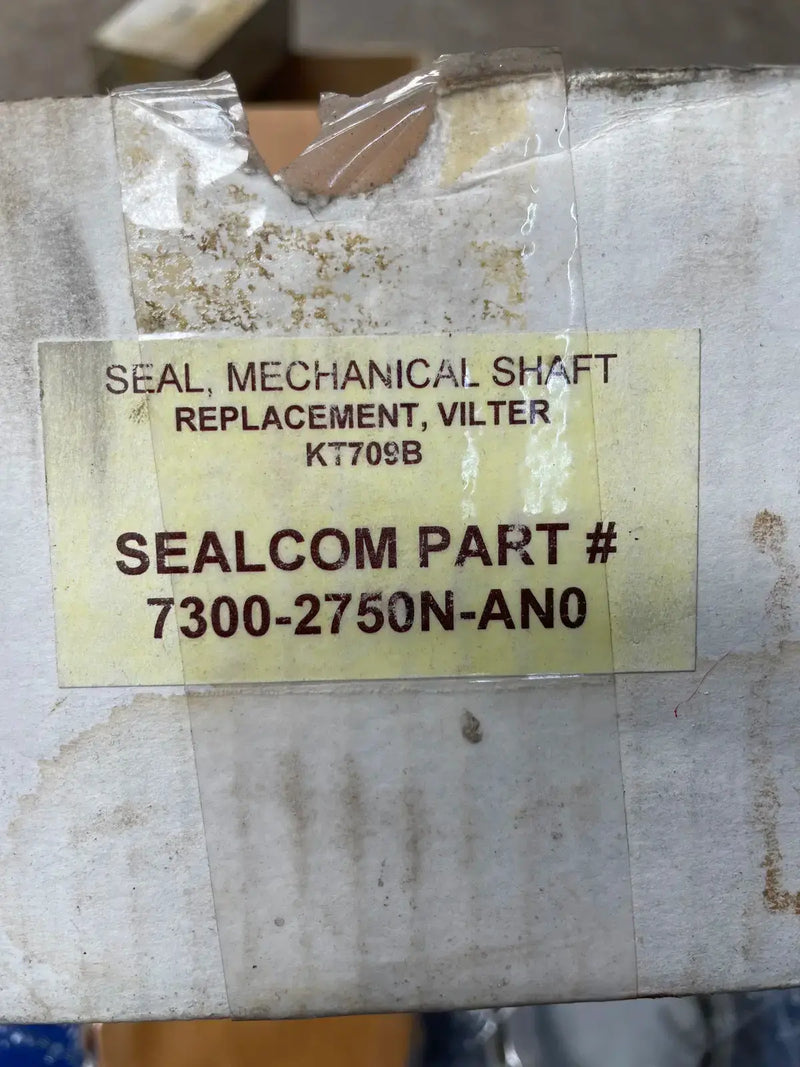 SEAL, MECHANICAL SHAFT
REPLACEMENT, VILTER
KT709B
SEALCOM PART #
7300-2750N-AN0